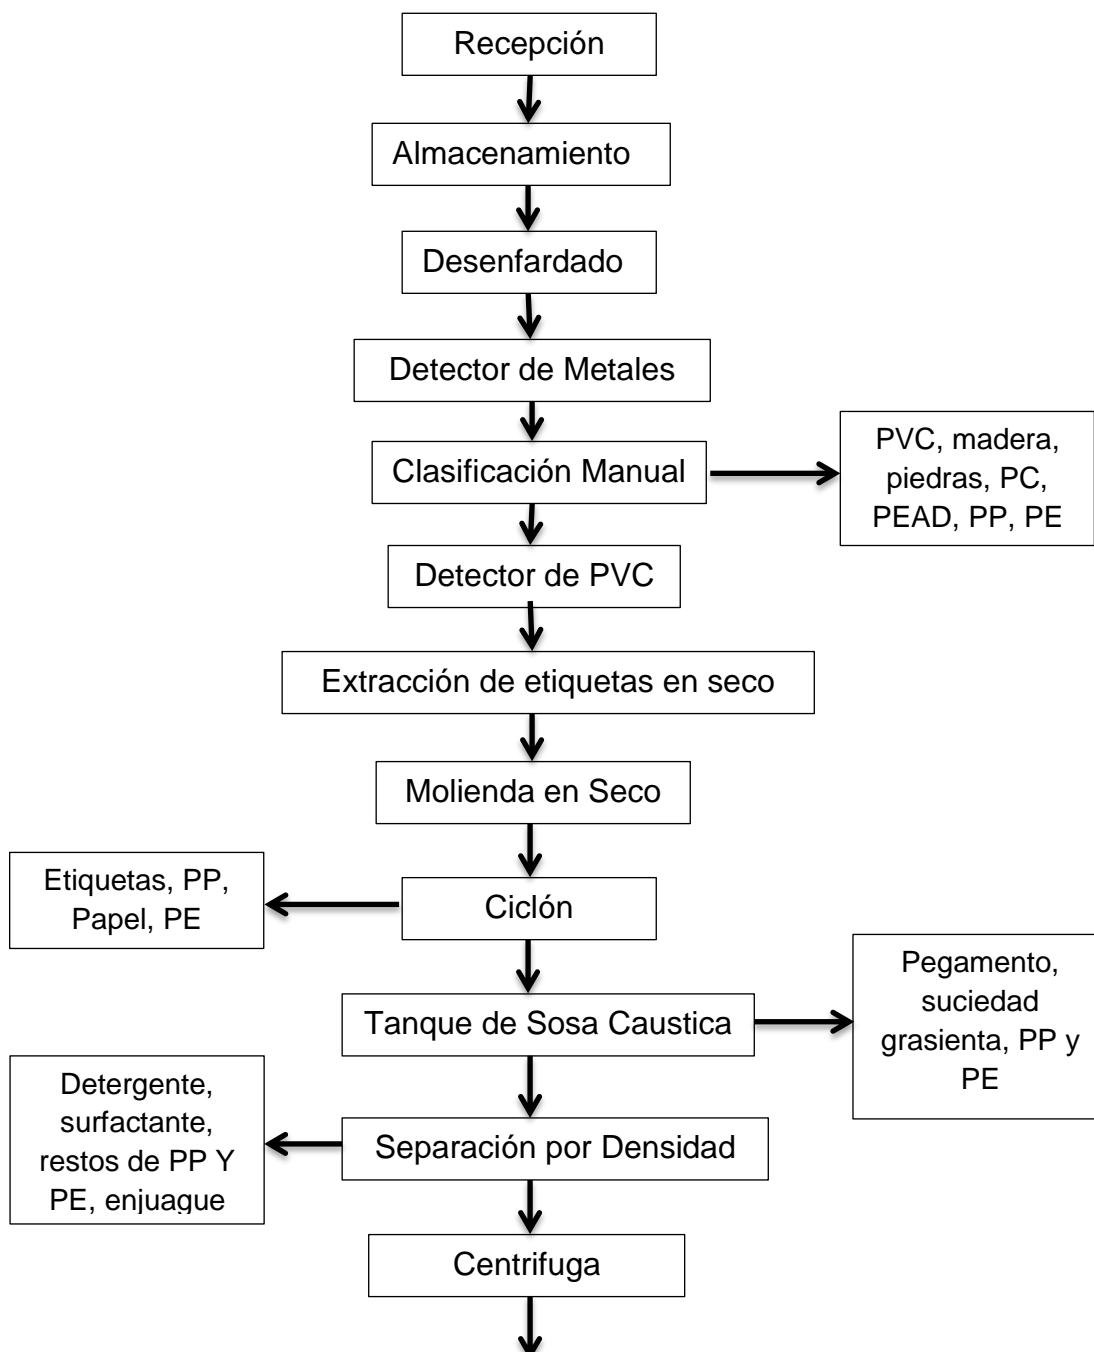 Recepción
Almacenamiento
Desenfardado
Detector de Metales
Clasificación Manual
PVC, madera,
piedras, PC,
PEAD, PP, PE
Detector de PVC
Extracción de etiquetas en seco
Molienda en Seco
Etiquetas, PP,
Papel, PE
Ciclón
Tanque de Sosa Caustica
Pegamento,
suciedad
grasienta, PP y
PE
Detergente,
surfactante,
restos de PP Y
PE, enjuague
Separación por Densidad
Centrifuga